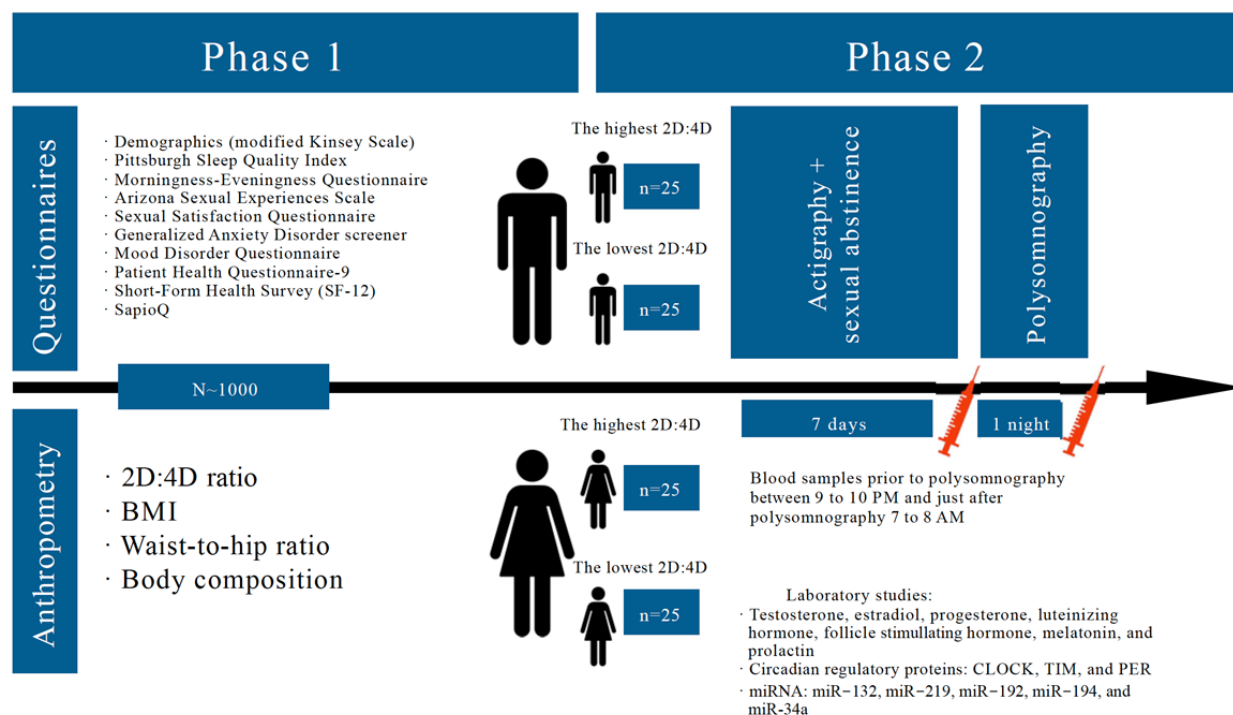 Phase 1
Phase 2
Questionnaires
· Demographics (modified Kinsey Scale)
· Pittsburgh Sleep Quality Index
· Morningness-Eveningness Questionnaire
· Arizona Sexual Experiences Scale
· Sexual Satisfaction Questionnaire
· Generalized Anxiety Disorder screener
· Mood Disorder Questionnaire
· Patient Health Questionnaire-9
· Short-Form Health Survey (SF-12)
· SapioQ
The highest 2D:4D
n=25
The lowest 2D:4D
n=25
Actigraphy +
sexual abstinence
Polysomnography
N~1000
Anthropometry
· 2D:4D ratio
· BMI
· Waist-to-hip ratio
· Body composition
The highest 2D:4D
n=25
The lowest 2D:4D
n=25
7 days
1 night
Blood samples prior to polysomnography
between 9 to 10 PM and just after
polysomnography 7 to 8 AM
Laboratory studies:
· Testosterone, estradiol, progesterone, luteinizing
hormone, follicle stimullating hormone, melatonin, and
prolactin
· Circadian regulatory proteins: CLOCK, TIM, and PER
· miRNA: miR−132, miR−219, miR−192, miR−194, and
miR-34a